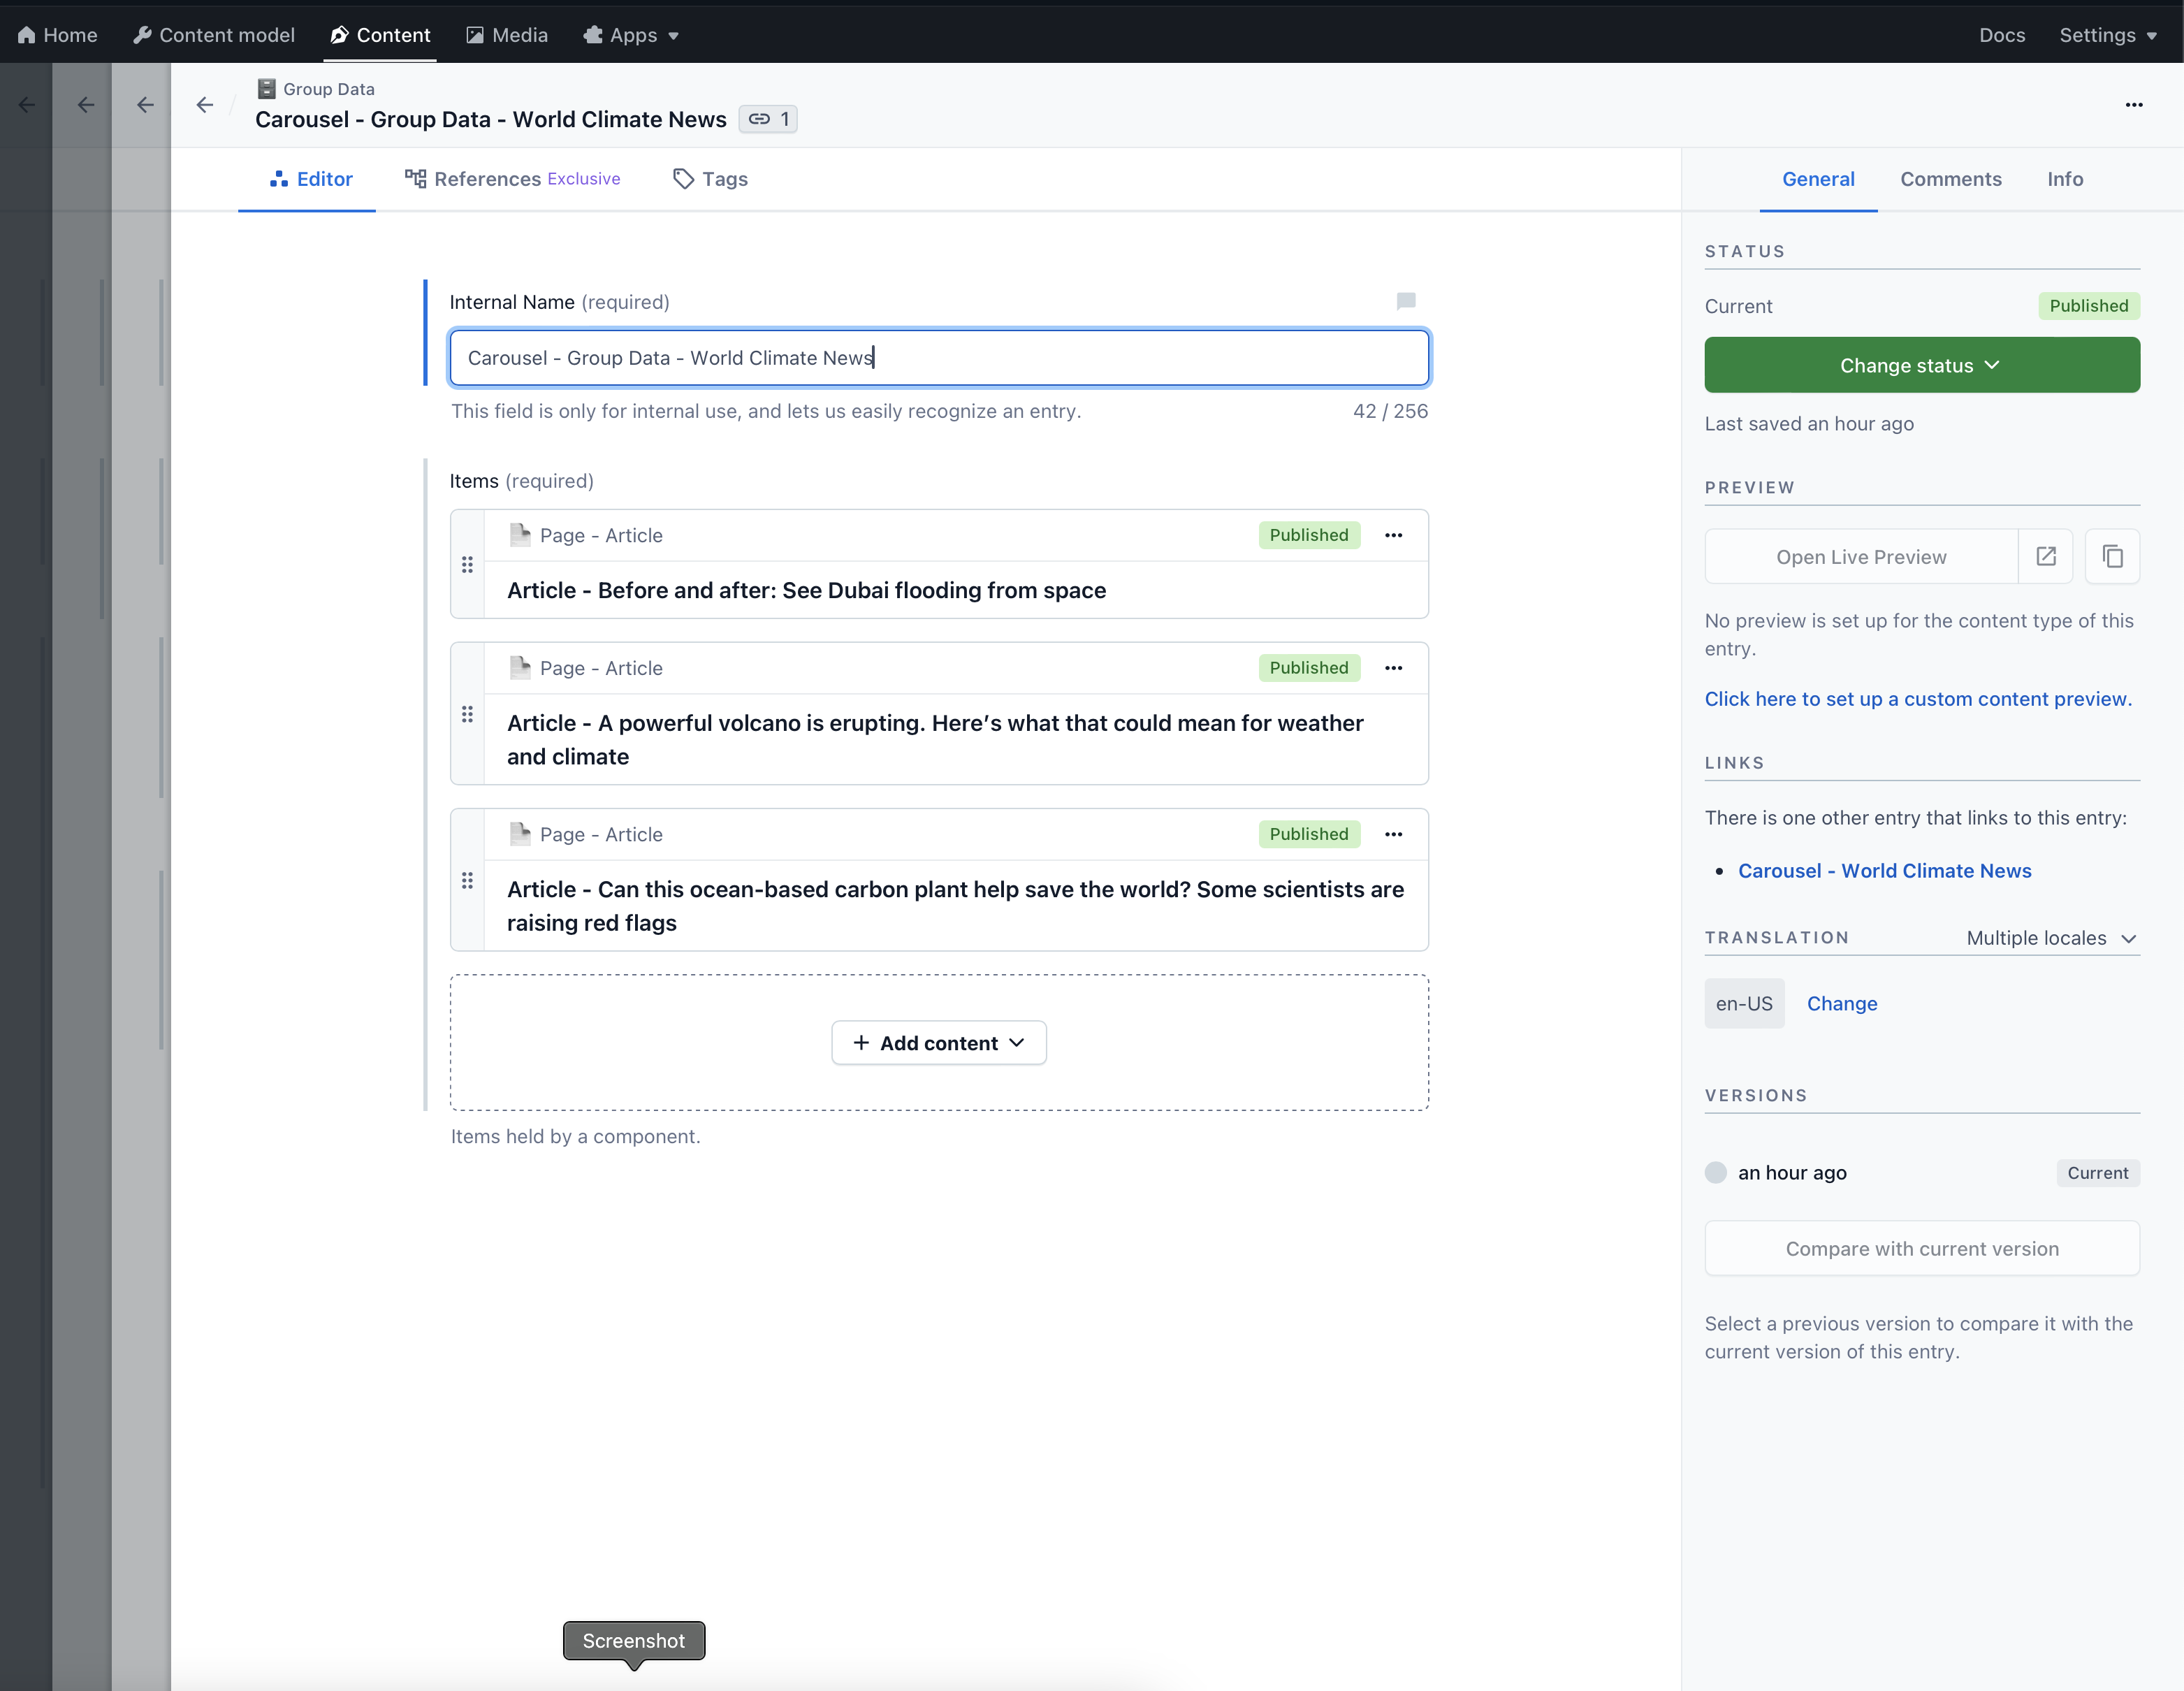 Home
Content model
Content
Media
Apps
Docs
Settings
Group Data
Carousel - Group Data - World Climate News
1
Editor
References Exclusive
Tags
General
Comments
Info
Internal Name (required)
Carousel - Group Data - World Climate News
This field is only for internal use, and lets us easily recognize an entry.
42 / 256
Items (required)
Page - Article
Published
Article - Before and after: See Dubai flooding from space
Page - Article
Published
Article - A powerful volcano is erupting. Here’s what that could mean for weather
and climate
Page - Article
Published
Article - Can this ocean-based carbon plant help save the world? Some scientists are
raising red flags
Add content
Items held by a component.
STATUS
Current
Published
Change status
Last saved an hour ago
PREVIEW
Open Live Preview
No preview is set up for the content type of this
entry.
Click here to set up a custom content preview.
LINKS
There is one other entry that links to this entry:
Carousel - World Climate News
TRANSLATION
Multiple locales
en-US
Change
VERSIONS
an hour ago
Current
Compare with current version
Select a previous version to compare it with the
current version of this entry.
Screenshot